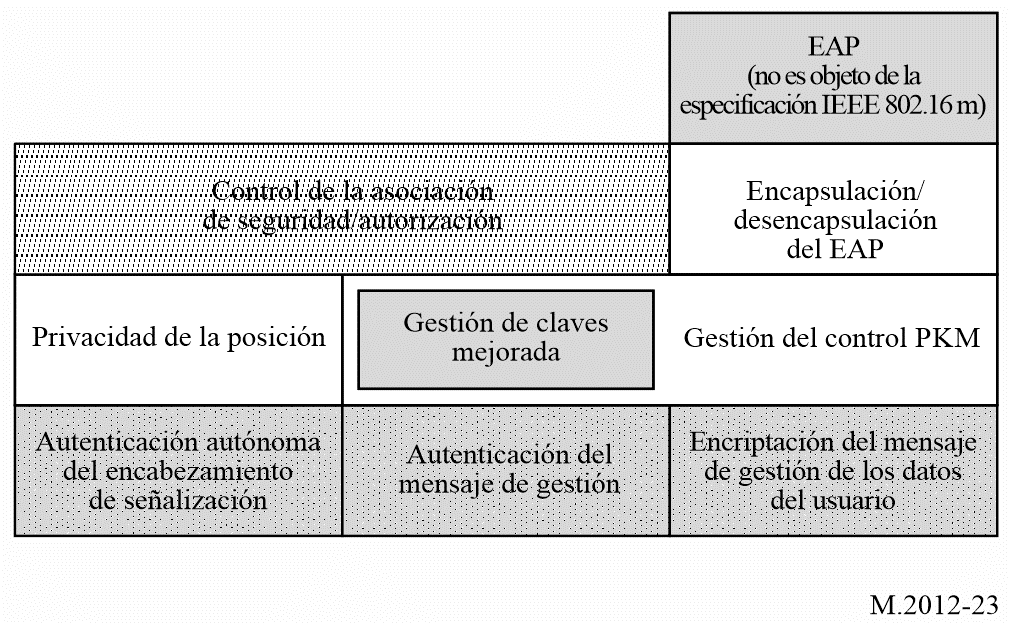 EAP
(no es objeto de la
especificación IEEE 802.16 m)
Control de la asociación
de seguridad/autorización
Encapsulación/
desencapsulación
del EAP
Privacidad de la posición
Gestión de claves
mejorada
Gestión del control PKM
Autenticación autónoma
del encabezamiento
de señalización
Autenticación del
mensaje de gestión
Encriptación del mensaje
de gestión de los datos
del usuario
M.2012-23